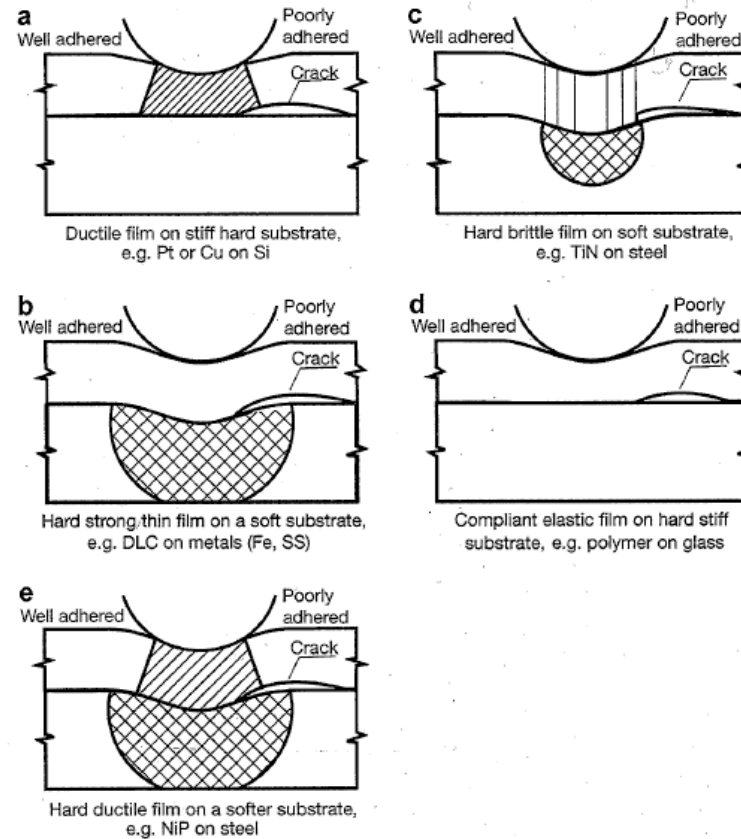 a
Well adhered
Poorly
adhered
Crack
Ductile film on stiff hard substrate,
e.g. Pt or Cu on Si
b
Well adhered
Poorly
adhered
Crack
Hard strong/thin film on a soft substrate,
e.g. DLC on metals (Fe, SS)
e
Well adhered
Poorly
adhered
Crack
Hard ductile film on a softer substrate,
e.g. NiP on steel
c
Well adhered
Poorly
adhered
Crack
Hard brittle film on soft substrate,
e.g. TiN on steel
d
Well adhered
Poorly
adhered
Crack
Compliant elastic film on hard stiff
substrate, e.g. polymer on glass